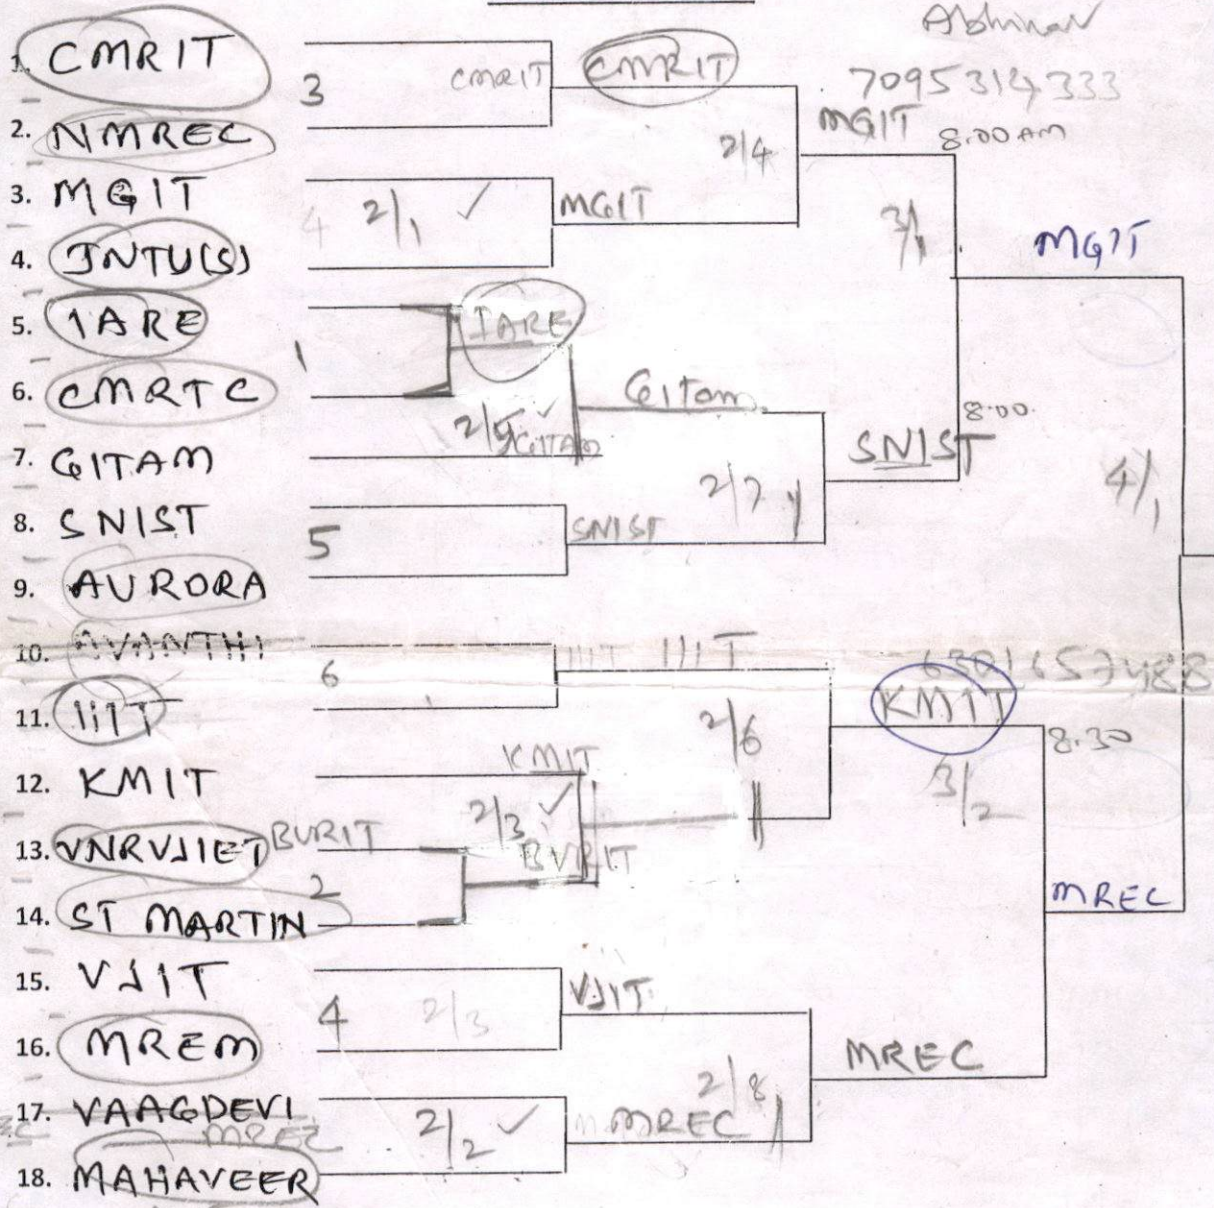 Abhinav
1. CMRIT
3
CMRIT
CMRIT
7095314333
MGIT 8.00 AM
2. NMREC
2/4
3. MGIT
4 2/1 ✓
MGIT
3/1
MGIT
4. JNTU(S)
5. IARE
IARE
1
6. CMRTC
Gitam
8.00
2/5 ✓
GITAM
7. GITAM
SNIST
2/7
4/1
8. SNIST
5
SNIST
9. AURORA
10. AVANTHI
IIIT
6301657488
6
11. IIIT
KMIT
2/6
8.30
KMIT
12. KMIT
2/3 ✓
3/2
13. VNRVJIET BVRIT
BVRIT
2
MREC
14. ST MARTIN
15. VJIT
VJIT
4 2/3
16. MREM
MREC
2/8
17. VAAGDEVI
MREC
2/2 ✓
MREC
18. MAHAVEER